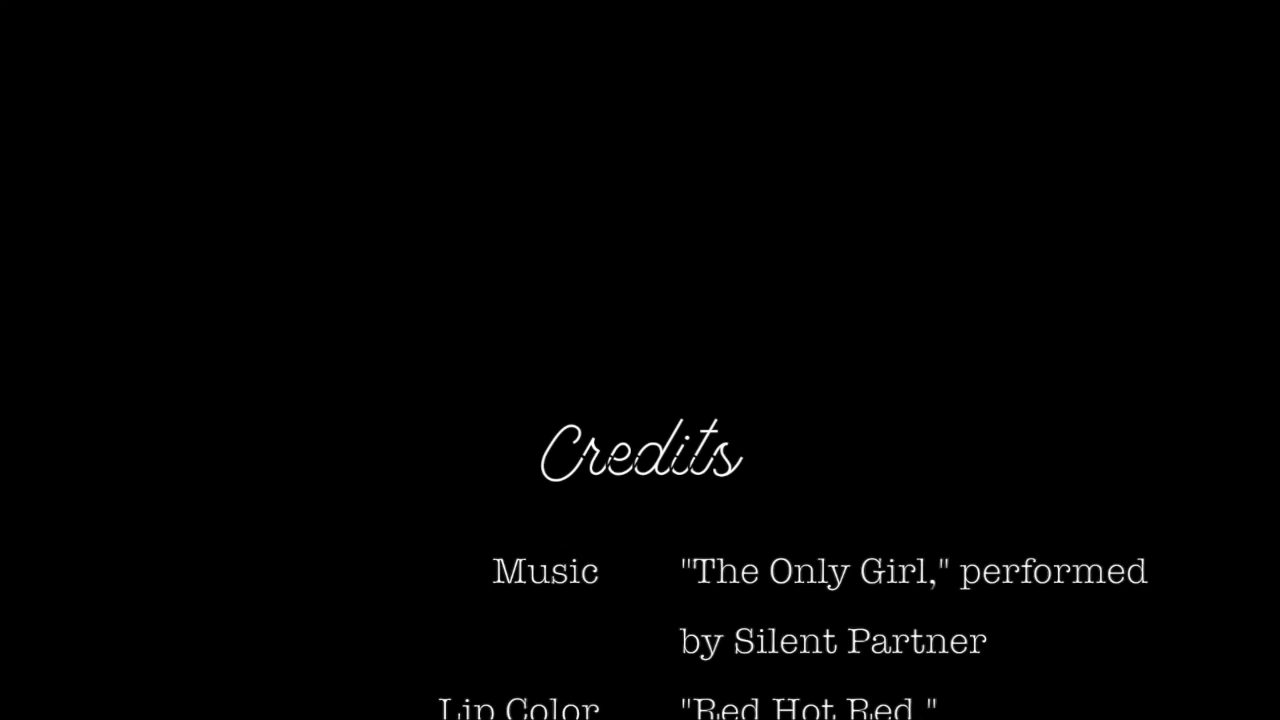 Credits
Music "The Only Girl," performed
by Silent Partner
Lip Color "Red Hot Red "